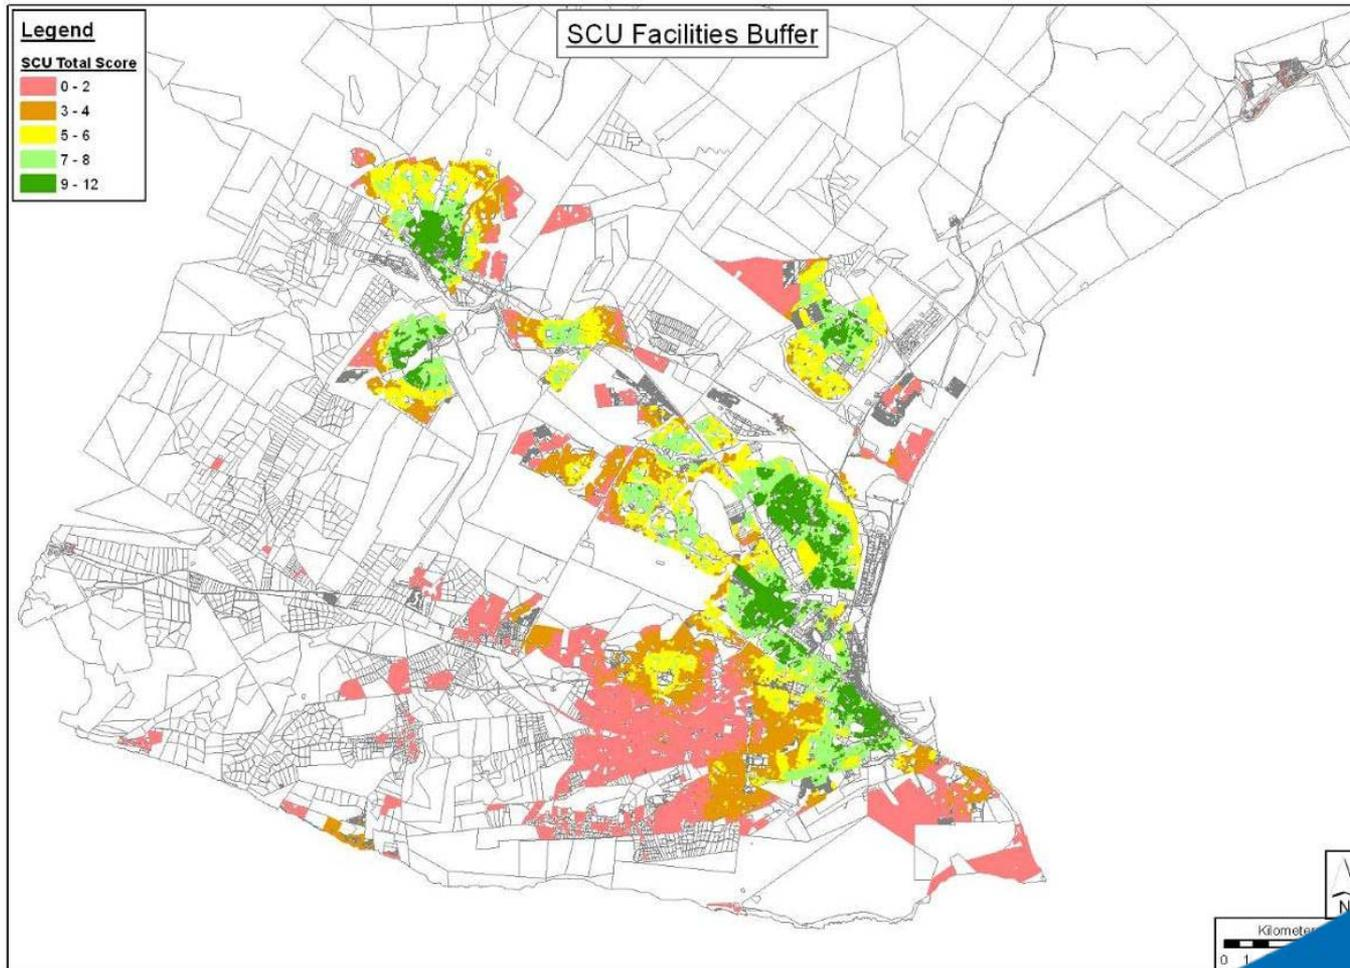 SCU Facilities Buffer
Legend
SCU Total Score
0 - 2
3 - 4
5 - 6
7 - 8
9 - 12
N
0 1